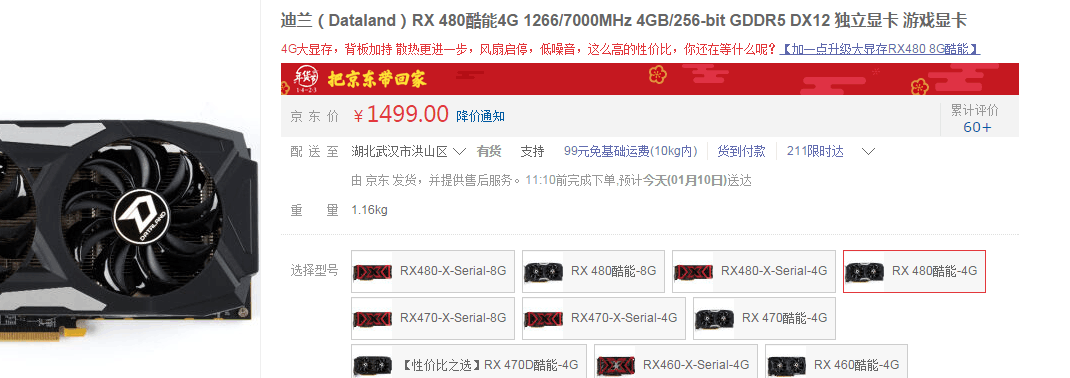 迪兰（Dataland）RX 480酷能4G 1266/7000MHz 4GB/256-bit GDDR5 DX12 独立显卡 游戏显卡
4G大显存，背板加持 散热更进一步，风扇启停，低噪音，这么高的性价比，你还在等什么呢？【加一点升级大显存RX480 8G酷能】
年货节 把京东带回家
1·4-2·3
京东价 ￥1499.00 降价通知 累计评价
60+
配送至 湖北武汉市洪山区 有货 支持 99元免基础运费(10kg内) 货到付款 211限时达
由 京东 发货，并提供售后服务。11:10前完成下单,预计今天(01月10日)送达
重量 1.16kg
DATALAND
选择型号 RX480-X-Serial-8G RX 480酷能-8G RX480-X-Serial-4G RX 480酷能-4G
RX470-X-Serial-8G RX470-X-Serial-4G RX 470酷能-4G
【性价比之选】RX 470D酷能-4G RX460-X-Serial-4G RX 460酷能-4G